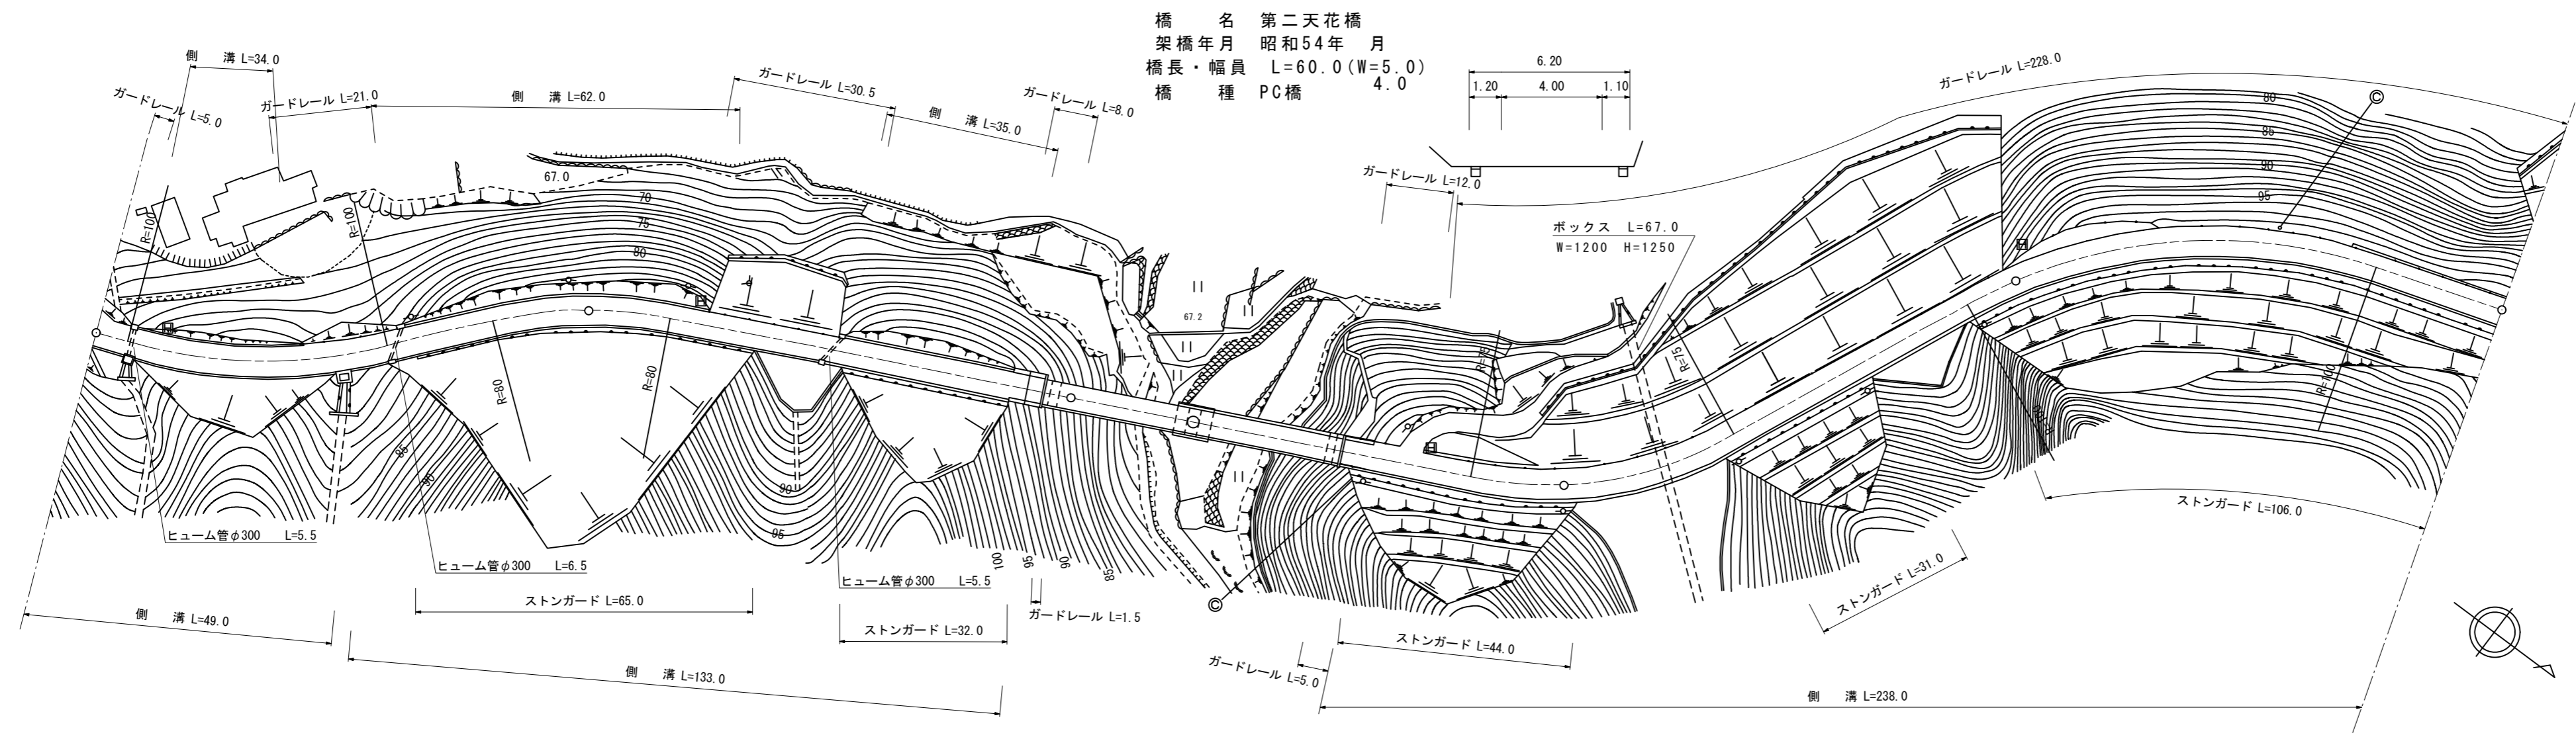 橋　　名　第二天花橋
架橋年月　昭和54年　月
橋長・幅員　L=60.0(W=5.0)
4.0
橋　　種　PC橋
6.20
1.20　4.00　1.10
側　溝 L=34.0
ガードレール L=5.0
ガードレール L=21.0
側　溝 L=62.0
ガードレール L=30.5
側　溝 L=35.0
ガードレール L=8.0
ガードレール L=12.0
ガードレール L=228.0
ボックス　L=67.0
W=1200　H=1250
R=100
R=100
67.0
70
75
80
67.2
80
85
90
95
C
R=80
R=80
R=75
R=100
85
90
90
95
100
95
90
85
C
ヒューム管φ300　L=5.5
ヒューム管φ300　L=6.5
ヒューム管φ300　L=5.5
側　溝 L=49.0
ストンガード L=65.0
ストンガード L=32.0
ガードレール L=1.5
側　溝 L=133.0
ガードレール L=5.0
ストンガード L=44.0
ストンガード L=31.0
ストンガード L=106.0
側　溝 L=238.0